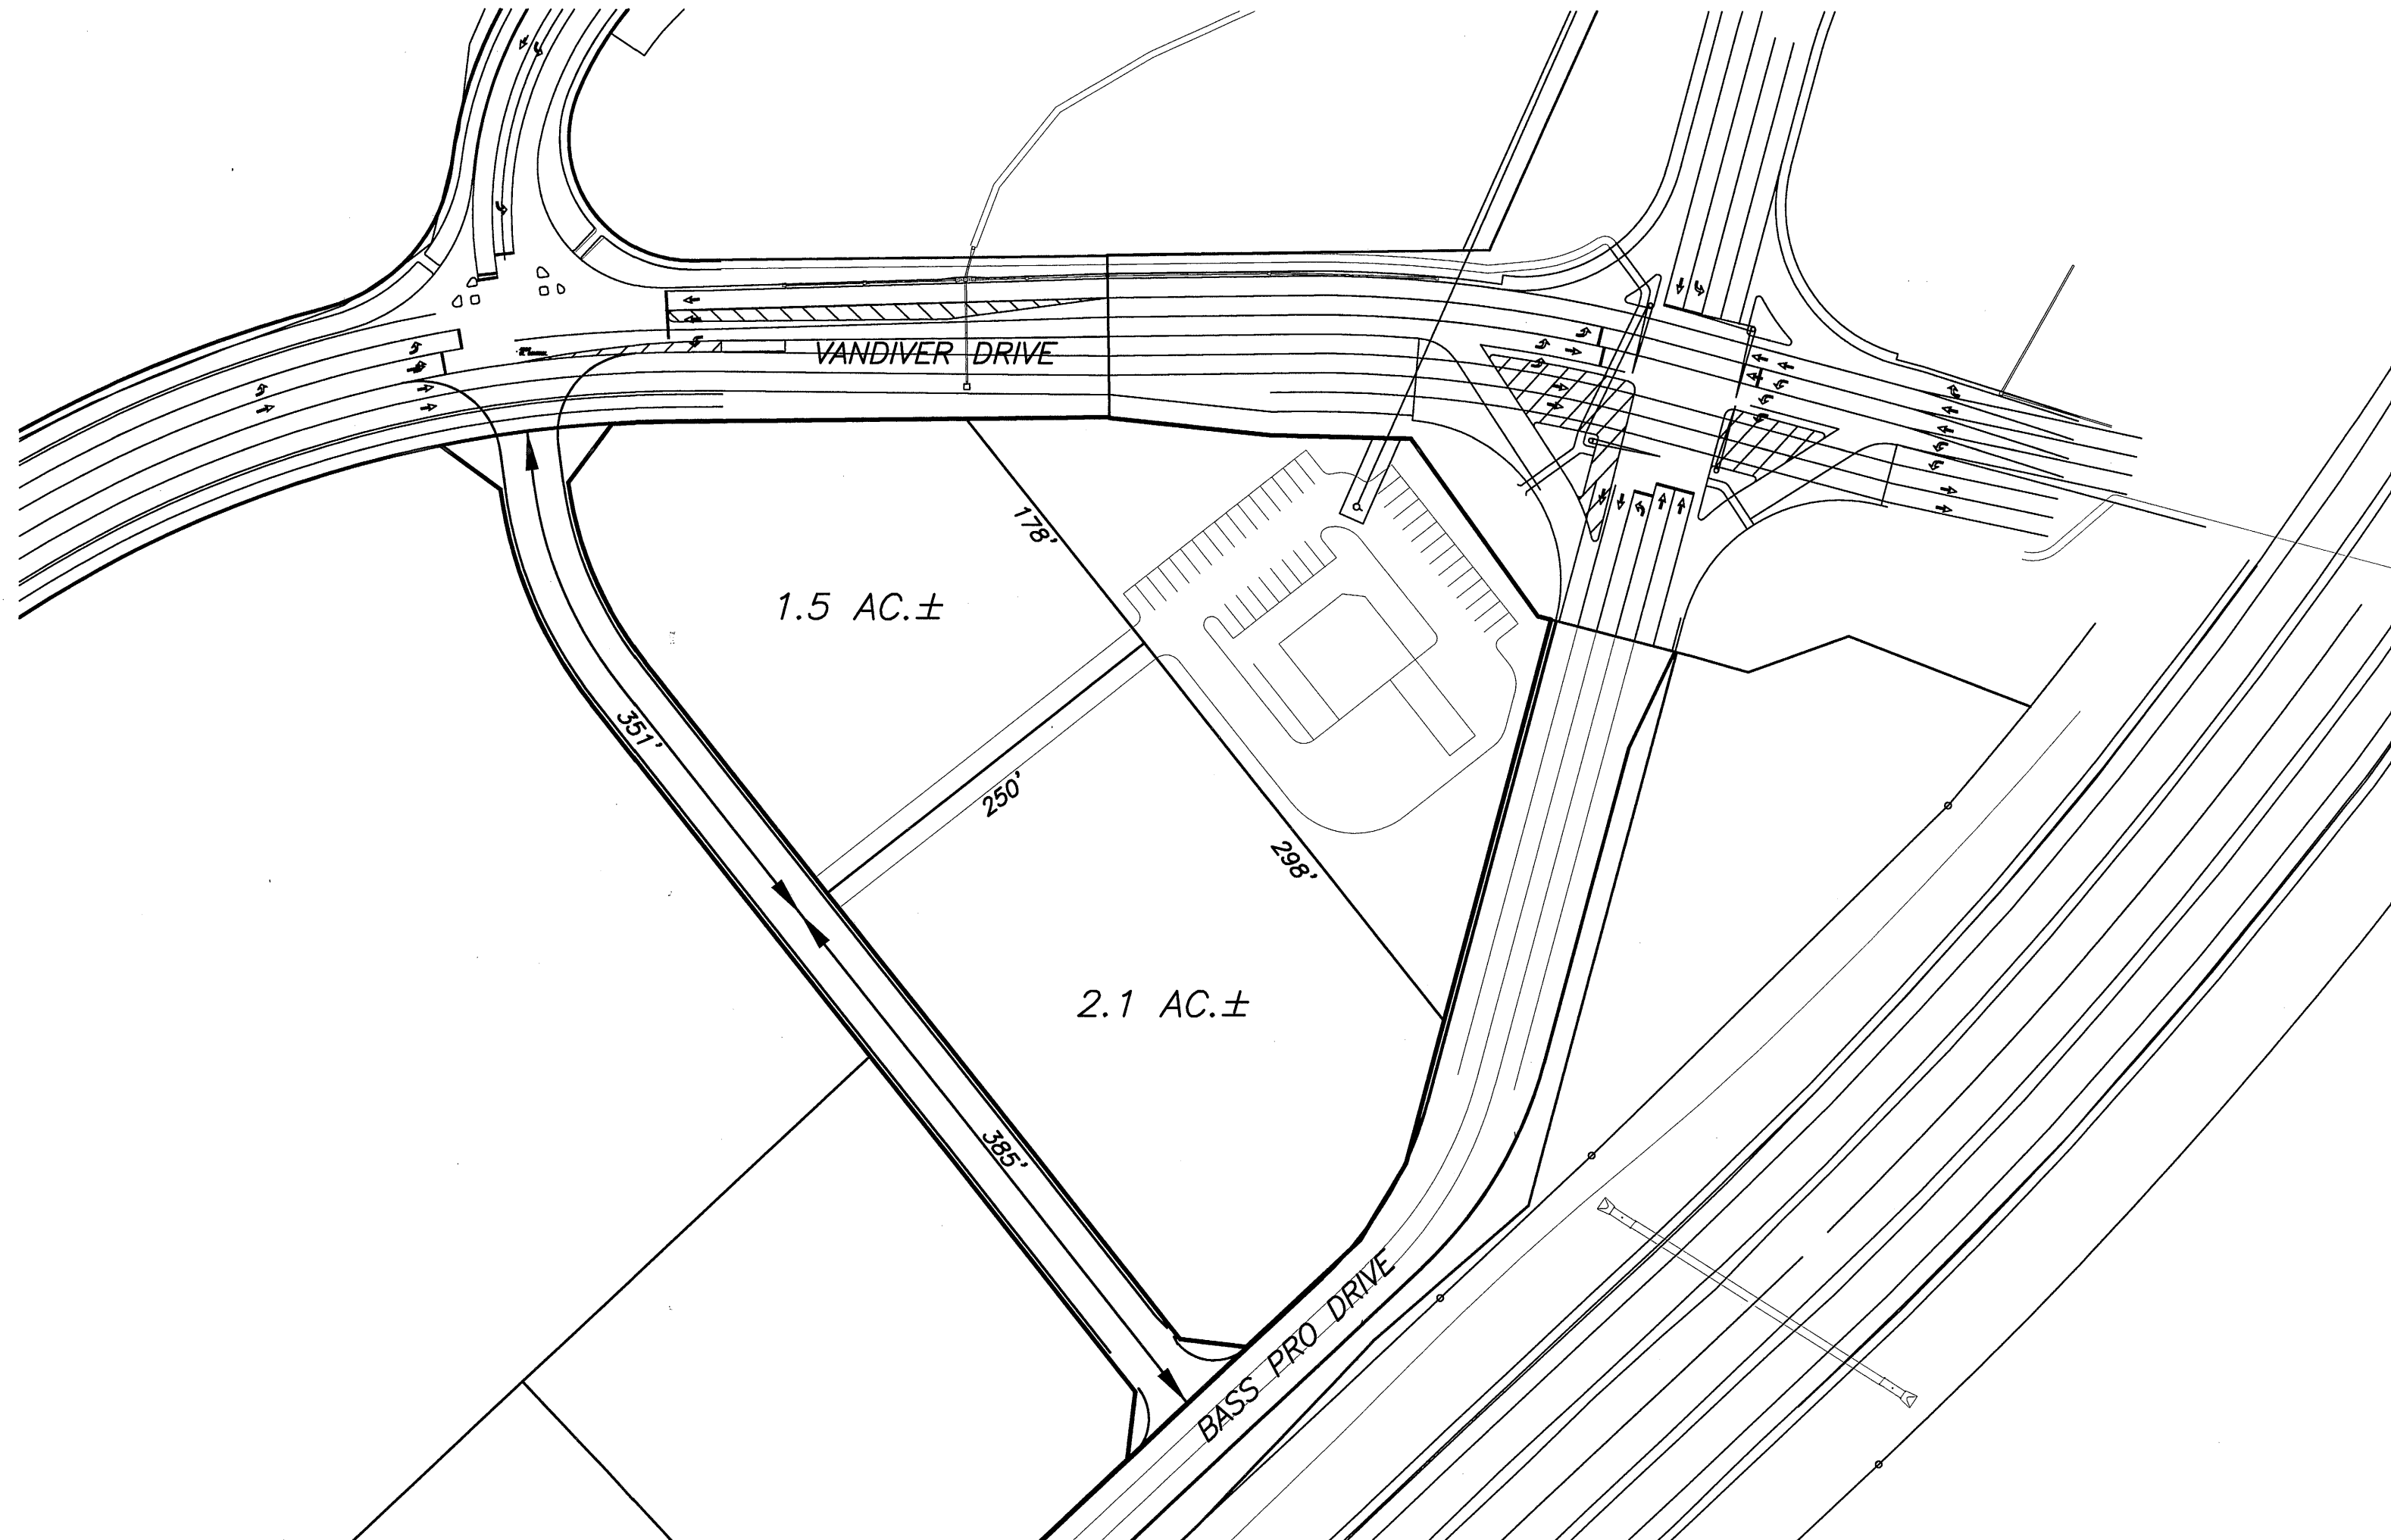 VANDIVER DRIVE
178'
1.5 AC.±
351'
250'
298'
2.1 AC.±
385'
BASS PRO DRIVE